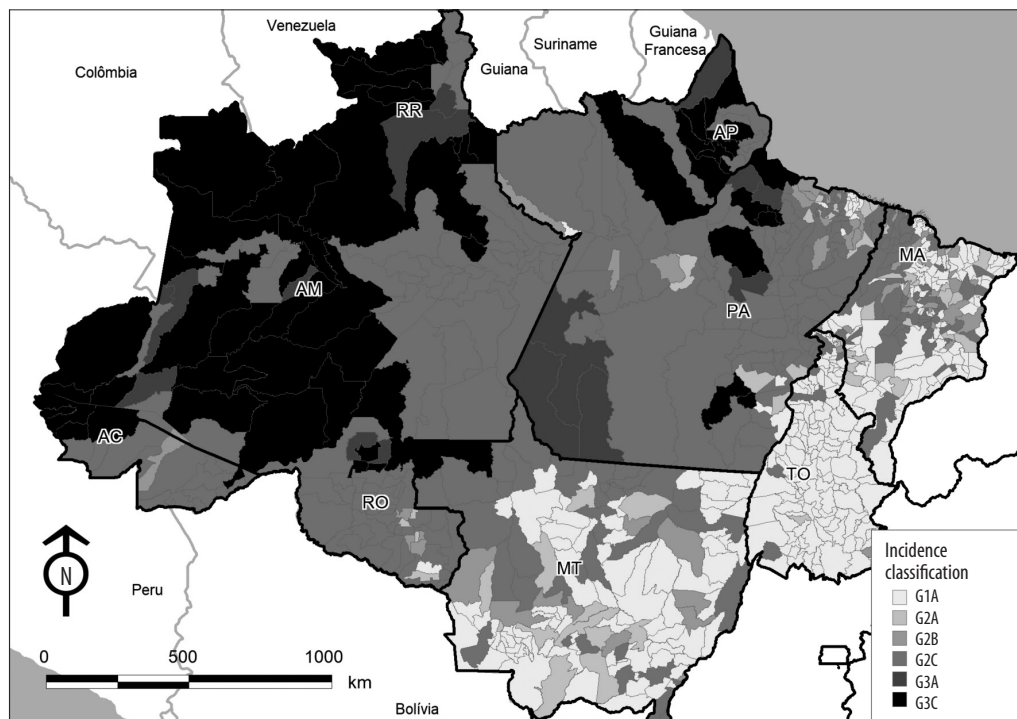 Venezuela
Guiana
Francesa
Suriname
Colômbia
Guiana
RR
AP
MA
AM
PA
AC
TO
RO
MT
N
Peru
Bolívia
0 500 1000
km
Incidence
classification
G1A
G2A
G2B
G2C
G3A
G3C